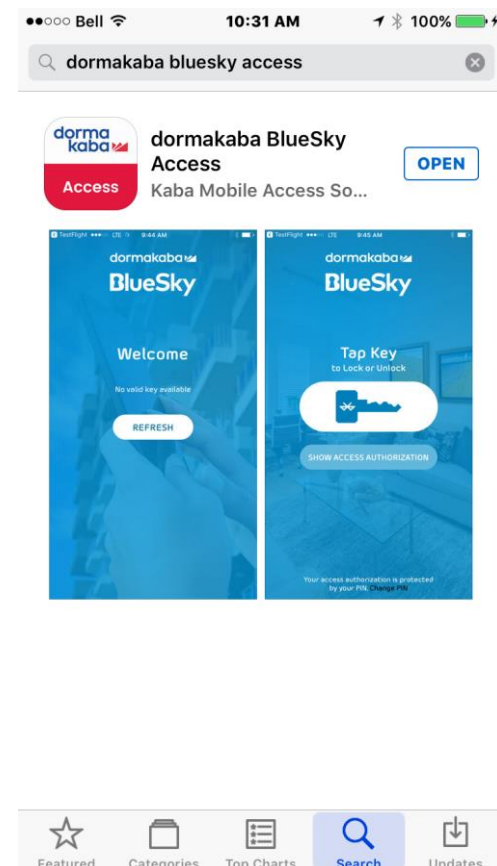 Bell 10:31 AM 100%
dormakaba bluesky access
dorma
kaba
Access
dormakaba BlueSky
Access
Kaba Mobile Access So...
OPEN
TestFlight LTE 9:44 AM
dormakaba
BlueSky
Welcome
No valid key available
REFRESH
TestFlight LTE 9:45 AM
dormakaba
BlueSky
Tap Key
to Lock or Unlock
SHOW ACCESS AUTHORIZATION
Your access authorization is protected
by your PIN. Change PIN
Featured Categories Top Charts Search Updates